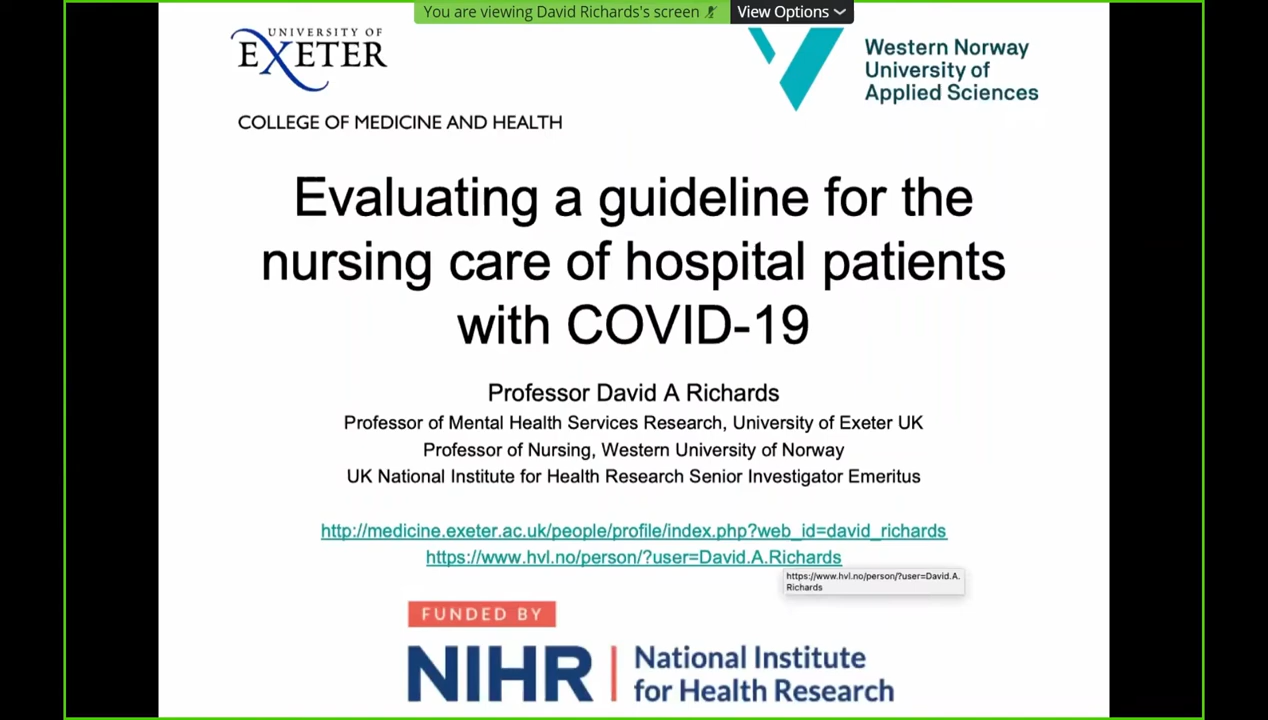 You are viewing David Richards's screen
View Options
UNIVERSITY OF
EXETER
COLLEGE OF MEDICINE AND HEALTH
Western Norway
University of
Applied Sciences
Evaluating a guideline for the
nursing care of hospital patients
with COVID-19
Professor David A Richards
Professor of Mental Health Services Research, University of Exeter UK
Professor of Nursing, Western University of Norway
UK National Institute for Health Research Senior Investigator Emeritus
http://medicine.exeter.ac.uk/people/profile/index.php?web_id=david_richards
https://www.hvl.no/person/?user=David.A.Richards
https://www.hvl.no/person/?user=David.A.
Richards
FUNDED BY
NIHR
National Institute
for Health Research